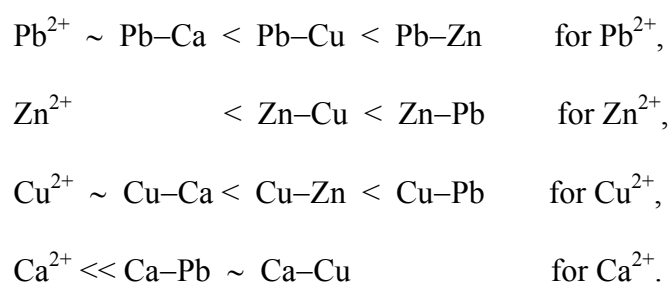 Pb²⁺ ~ Pb–Ca < Pb–Cu < Pb–Zn for Pb²⁺,
Zn²⁺ < Zn–Cu < Zn–Pb for Zn²⁺,
Cu²⁺ ~ Cu–Ca < Cu–Zn < Cu–Pb for Cu²⁺,
Ca²⁺ << Ca–Pb ~ Ca–Cu for Ca²⁺.